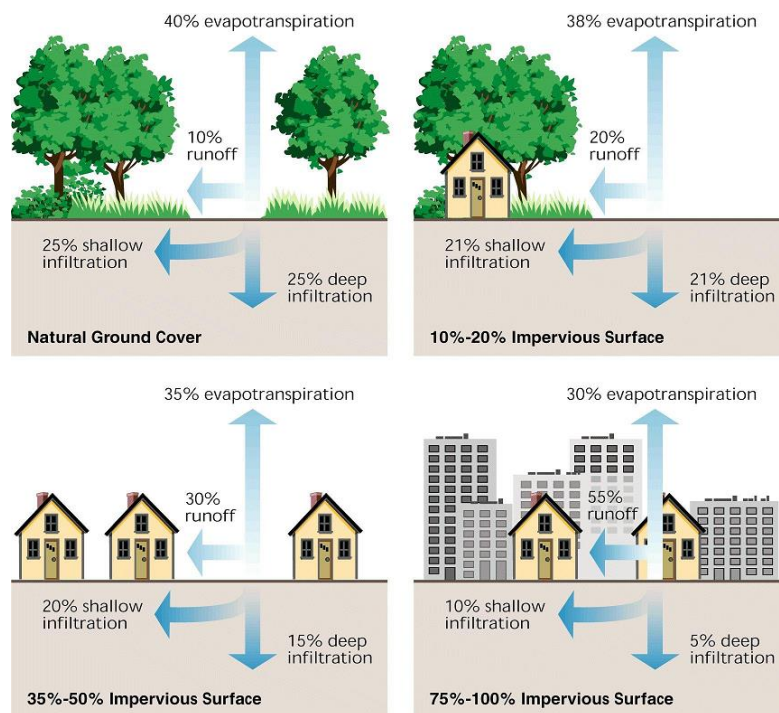 40% evapotranspiration
10%
runoff
25% shallow
infiltration
25% deep
infiltration
Natural Ground Cover
38% evapotranspiration
20%
runoff
21% shallow
infiltration
21% deep
infiltration
10%-20% Impervious Surface
35% evapotranspiration
30%
runoff
20% shallow
infiltration
15% deep
infiltration
35%-50% Impervious Surface
30% evapotranspiration
55%
runoff
10% shallow
infiltration
5% deep
infiltration
75%-100% Impervious Surface